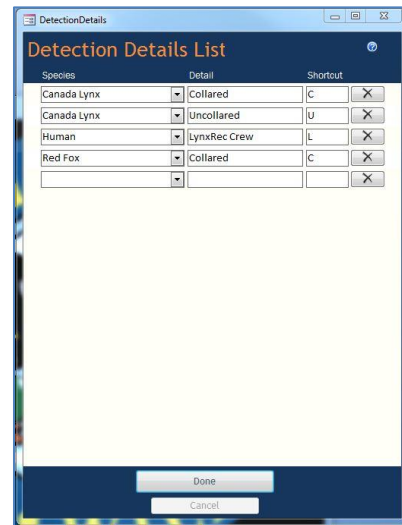 DetectionDetails
Detection Details List
Species Detail Shortcut
Canada Lynx Collared C
Canada Lynx Uncollared U
Human LynxRec Crew L
Red Fox Collared C
Done
Cancel